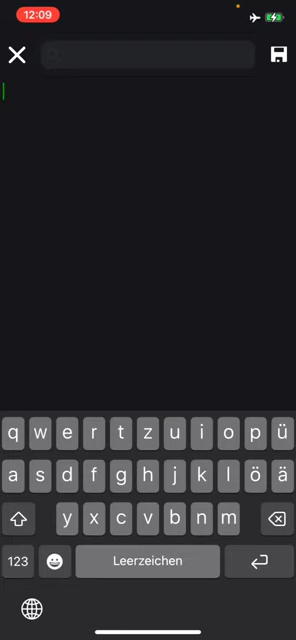 12:09
q w e r t z u i o p ü
a s d f g h j k l ö ä
y x c v b n m
123 Leerzeichen